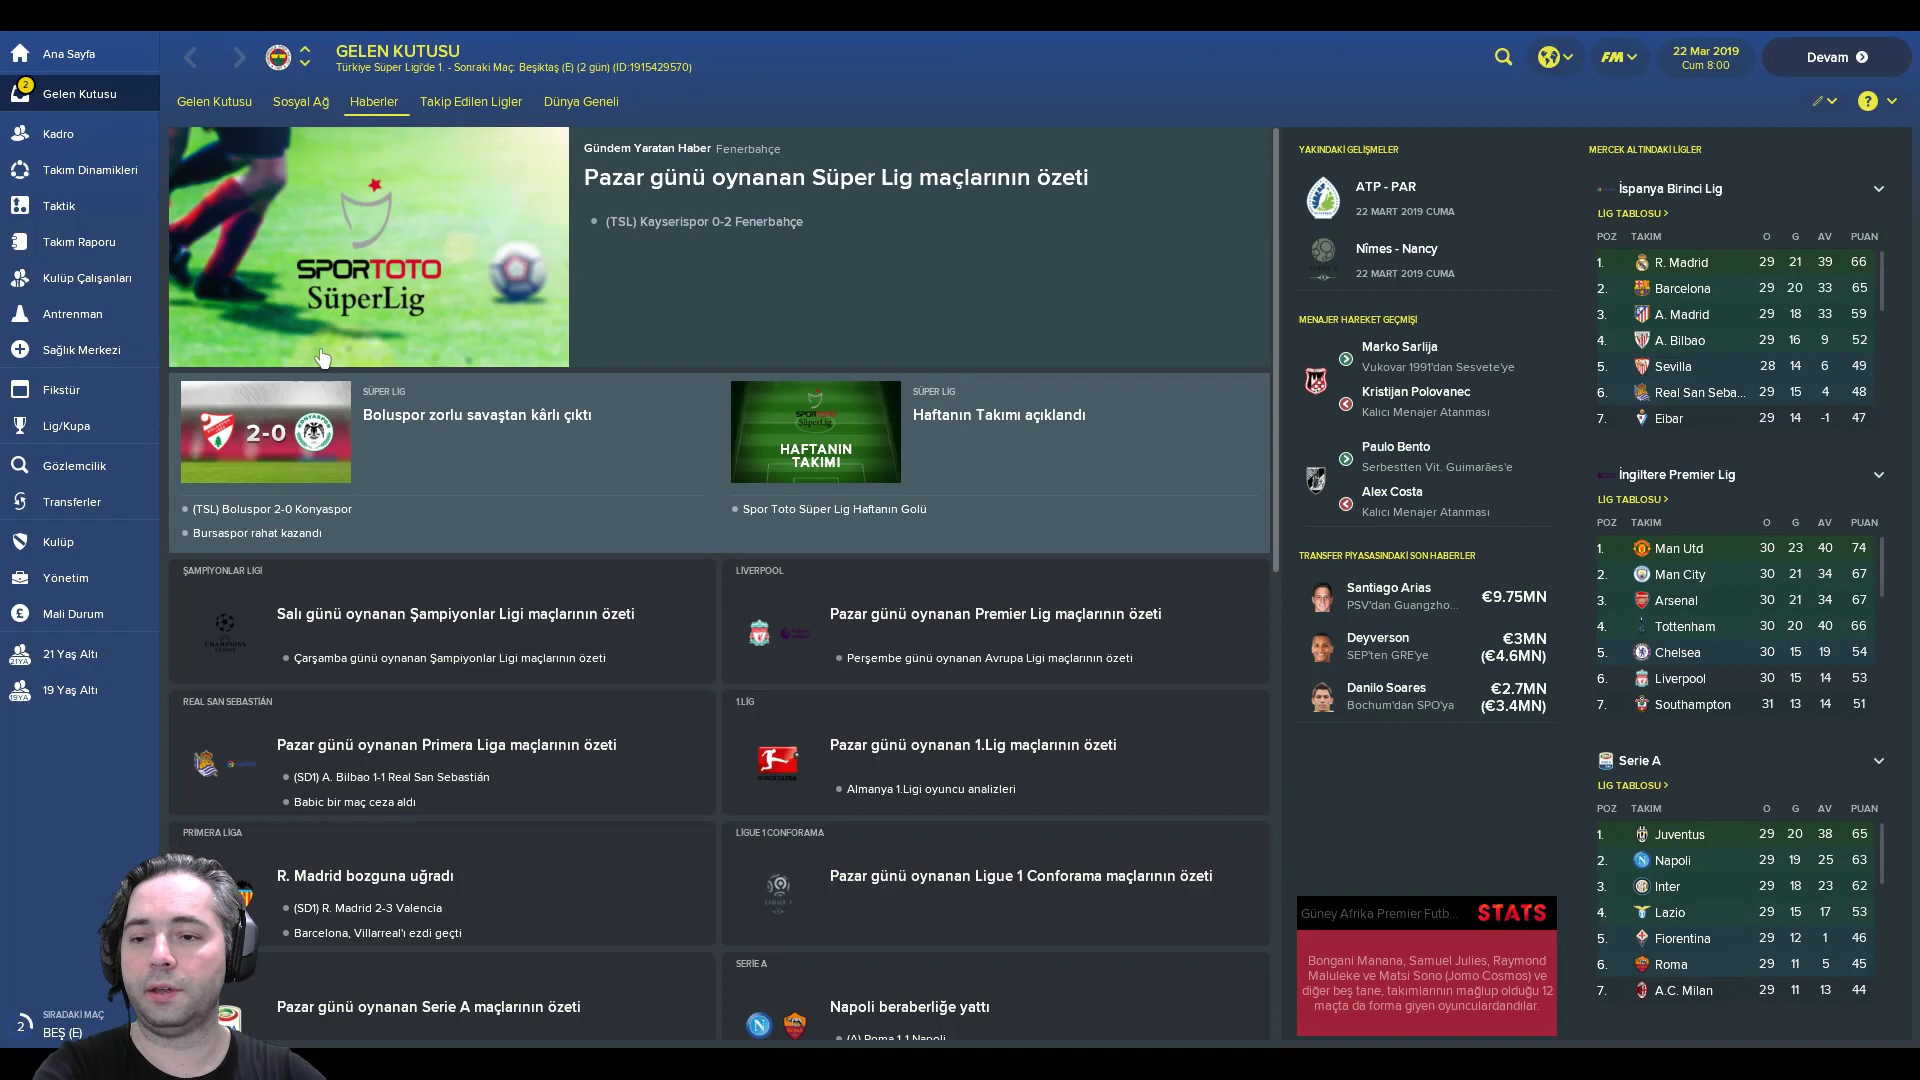 Ana Sayfa
2
Gelen Kutusu
Kadro
Takım Dinamikleri
Taktik
Takım Raporu
Kulüp Çalışanları
Antrenman
Sağlık Merkezi
Fikstür
Lig/Kupa
Gözlemcilik
Transferler
Kulüp
Yönetim
Mali Durum
21YA
21 Yaş Altı
19YA
19 Yaş Altı
2
SIRADAKİ MAÇ
BEŞ (E)
GELEN KUTUSU
Türkiye Süper Ligi'de 1. - Sonraki Maç: Beşiktaş (E) (2 gün) (ID:1915429570)
FM
22 Mar 2019
Cum 8:00
Devam
Gelen Kutusu Sosyal Ağ Haberler Takip Edilen Ligler Dünya Geneli
?
SPORTOTO
SüperLig
Gündem Yaratan Haber Fenerbahçe
Pazar günü oynanan Süper Lig maçlarının özeti
(TSL) Kayserispor 0-2 Fenerbahçe
2-0
SÜPER LİG
Boluspor zorlu savaştan kârlı çıktı
(TSL) Boluspor 2-0 Konyaspor
Bursaspor rahat kazandı
HAFTANIN
TAKIMI
SÜPER LİG
Haftanın Takımı açıklandı
Spor Toto Süper Lig Haftanın Golü
ŞAMPİYONLAR LİGİ
Salı günü oynanan Şampiyonlar Ligi maçlarının özeti
Çarşamba günü oynanan Şampiyonlar Ligi maçlarının özeti
LİVERPOOL
Pazar günü oynanan Premier Lig maçlarının özeti
Perşembe günü oynanan Avrupa Ligi maçlarının özeti
REAL SAN SEBASTIÁN
Pazar günü oynanan Primera Liga maçlarının özeti
(SD1) A. Bilbao 1-1 Real San Sebastián
Babic bir maç ceza aldı
1.LİG
Pazar günü oynanan 1.Lig maçlarının özeti
Almanya 1.Ligi oyuncu analizleri
PRİMERA LİGA
R. Madrid bozguna uğradı
(SD1) R. Madrid 2-3 Valencia
Barcelona, Villarreal'i ezdi geçti
LİGUE 1 CONFORAMA
Pazar günü oynanan Ligue 1 Conforama maçlarının özeti
Pazar günü oynanan Serie A maçlarının özeti
SERİE A
Napoli beraberliğe yattı
(A) Roma 1-1 Napoli
YAKINDAKİ GELİŞMELER
ATP - PAR
22 MART 2019 CUMA
Nîmes - Nancy
22 MART 2019 CUMA
MENAJER HAREKET GEÇMİŞİ
Marko Sarlija
Vukovar 1991'dan Sesvete'ye
Kristijan Polovanec
Kalıcı Menajer Atanması
Paulo Bento
Serbestten Vit. Guimarães'e
Alex Costa
Kalıcı Menajer Atanması
TRANSFER PİYASASINDAKİ SON HABERLER
Santiago Arias €9.75MN
PSV'dan Guangzho...
Deyverson €3MN
SEP'ten GRE'ye (€4.6MN)
Danilo Soares €2.7MN
Bochum'dan SPO'ya (€3.4MN)
Güney Afrika Premier Futb... STATS
Bongani Manana, Samuel Julies, Raymond
Maluleke ve Matsi Sono (Jomo Cosmos) ve
diğer beş tane, takımlarının mağlup olduğu 12
maçta da forma giyen oyunculardandılar.
MERCEK ALTINDAKİ LİGLER
İspanya Birinci Lig
LİG TABLOSU >
POZ TAKIM O G AV PUAN
1. R. Madrid 29 21 39 66
2. Barcelona 29 20 33 65
3. A. Madrid 29 18 33 59
4. A. Bilbao 29 16 9 52
5. Sevilla 28 14 6 49
6. Real San Seba... 29 15 4 48
7. Eibar 29 14 -1 47
İngiltere Premier Lig
LİG TABLOSU >
POZ TAKIM O G AV PUAN
1. Man Utd 30 23 40 74
2. Man City 30 21 34 67
3. Arsenal 30 21 34 67
4. Tottenham 30 20 40 66
5. Chelsea 30 15 19 54
6. Liverpool 30 15 14 53
7. Southampton 31 13 14 51
Serie A
LİG TABLOSU >
POZ TAKIM O G AV PUAN
1. Juventus 29 20 38 65
2. Napoli 29 19 25 63
3. Inter 29 18 23 62
4. Lazio 29 15 17 53
5. Fiorentina 29 12 1 46
6. Roma 29 11 5 45
7. A.C. Milan 29 11 13 44